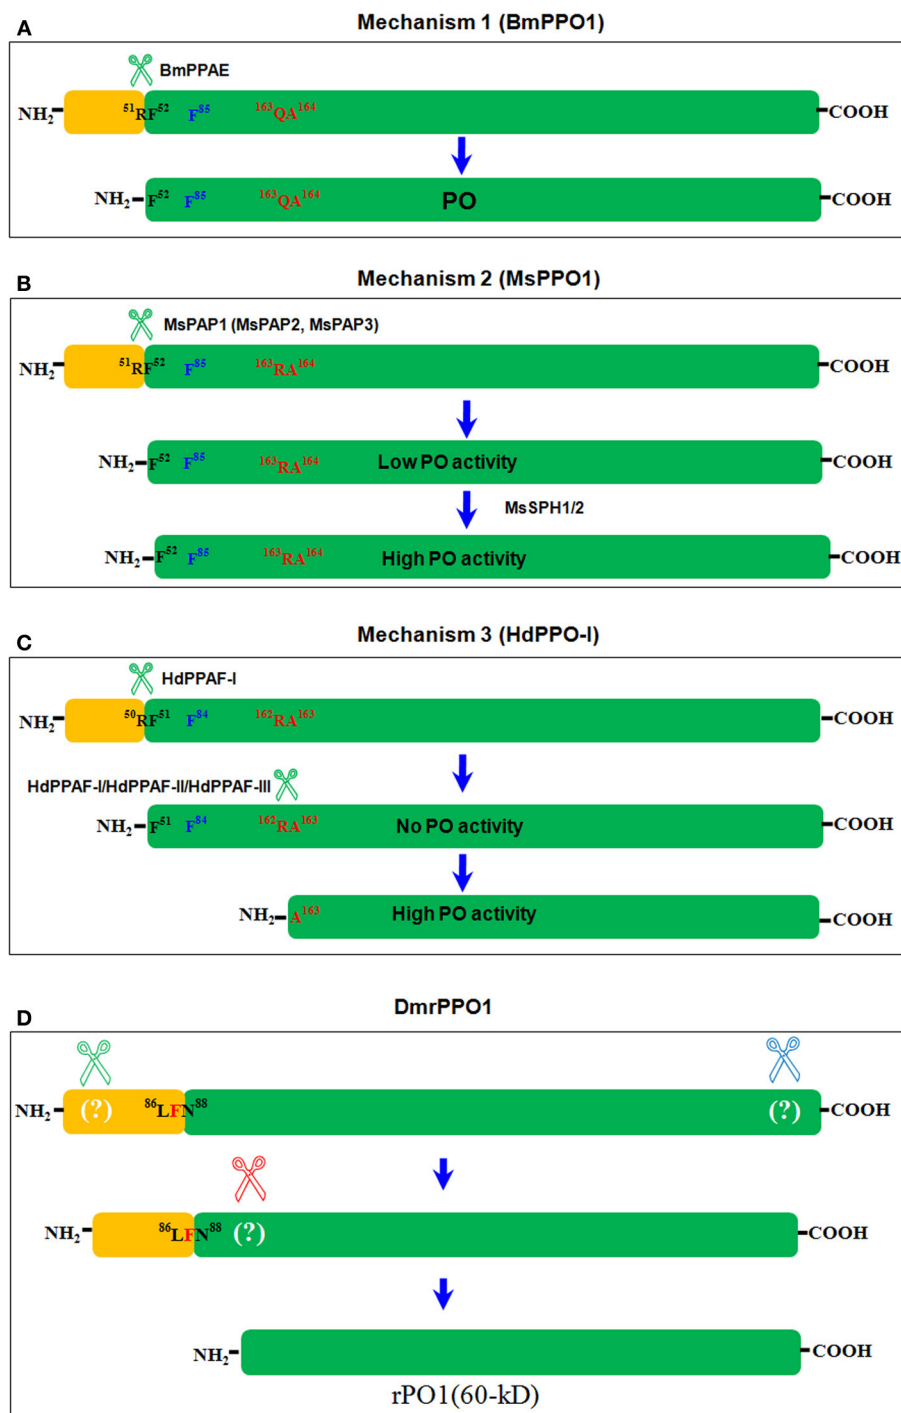 A
Mechanism 1 (BmPPO1)
BmPPAE
NH₂ ⁵¹RF⁵² F⁸⁵ ¹⁶³QA¹⁶⁴ COOH
NH₂ F⁵² F⁸⁵ ¹⁶³QA¹⁶⁴ PO COOH
B
Mechanism 2 (MsPPO1)
MsPAP1 (MsPAP2, MsPAP3)
NH₂ ⁵¹RF⁵² F⁸⁵ ¹⁶³RA¹⁶⁴ COOH
NH₂ F⁵² F⁸⁵ ¹⁶³RA¹⁶⁴ Low PO activity COOH
MsSPH1/2
NH₂ F⁵² F⁸⁵ ¹⁶³RA¹⁶⁴ High PO activity COOH
C
Mechanism 3 (HdPPO-I)
HdPPAF-I
NH₂ ⁵⁰RF⁵¹ F⁸⁴ ¹⁶²RA¹⁶³ COOH
HdPPAF-I/HdPPAF-II/HdPPAF-III
NH₂ F⁵¹ F⁸⁴ ¹⁶²RA¹⁶³ No PO activity COOH
NH₂ A¹⁶³ High PO activity COOH
D
DmrPPO1
NH₂ (?) ⁸⁶LFN⁸⁸ (?) COOH
NH₂ ⁸⁶LFN⁸⁸ (?) COOH
NH₂ COOH
rPO1(60-kD)